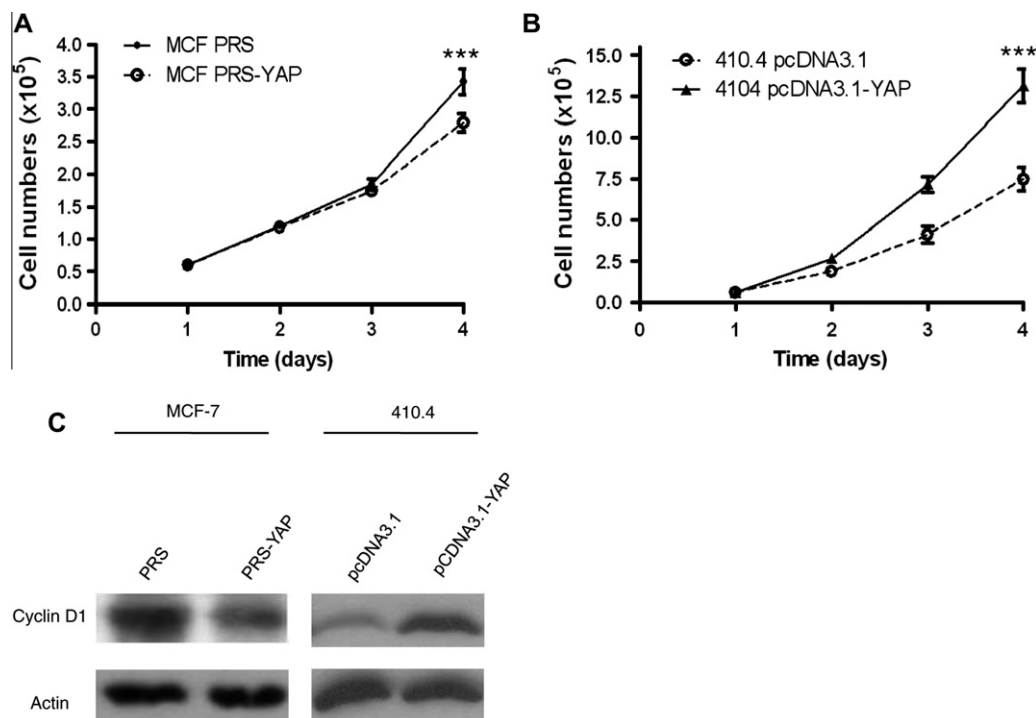 A
MCF PRS
MCF PRS-YAP
***
Cell numbers (x10⁵)
4.0
3.5
3.0
2.5
2.0
1.5
1.0
0.5
0.0
0 1 2 3 4
Time (days)
B
410.4 pcDNA3.1
4104 pcDNA3.1-YAP
***
Cell numbers (x10⁵)
15.0
12.5
10.0
7.5
5.0
2.5
0.0
0 1 2 3 4
Time (days)
C
MCF-7 410.4
PRS PRS-YAP pcDNA3.1 pCDNA3.1-YAP
Cyclin D1
Actin